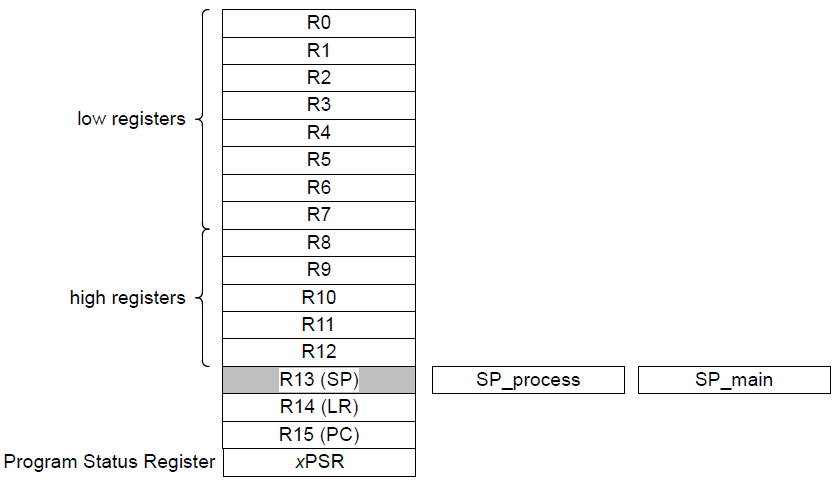 R0
R1
R2
low registers
R3
R4
R5
R6
R7
R8
R9
high registers
R10
R11
R12
R13 (SP)
SP_process
SP_main
R14 (LR)
R15 (PC)
Program Status Register
xPSR